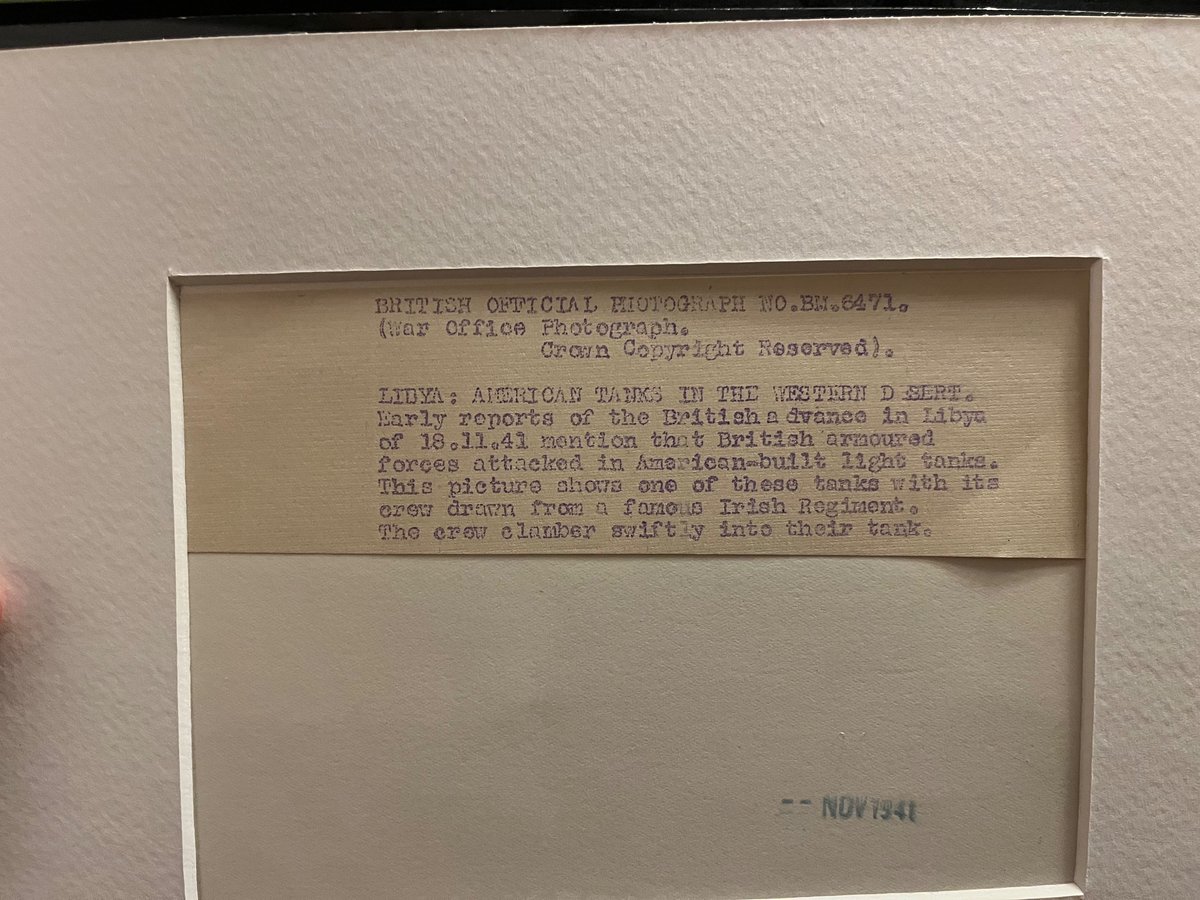 BRITISH OFFICIAL PHOTOGRAPH NO.BM.6471.
(War Office Photograph.
Crown Copyright Reserved).
LIBYA: AMERICAN TANKS IN THE WESTERN D SERT.
Early reports of the British a dvance in Libya
of 18.11.41 mention that British armoured
forces attacked in American-built light tanks.
This picture shows one of these tanks with its
crew drawn from a famous Irish Regiment.
The crew clamber swiftly into their tank.
-- NOV 1941